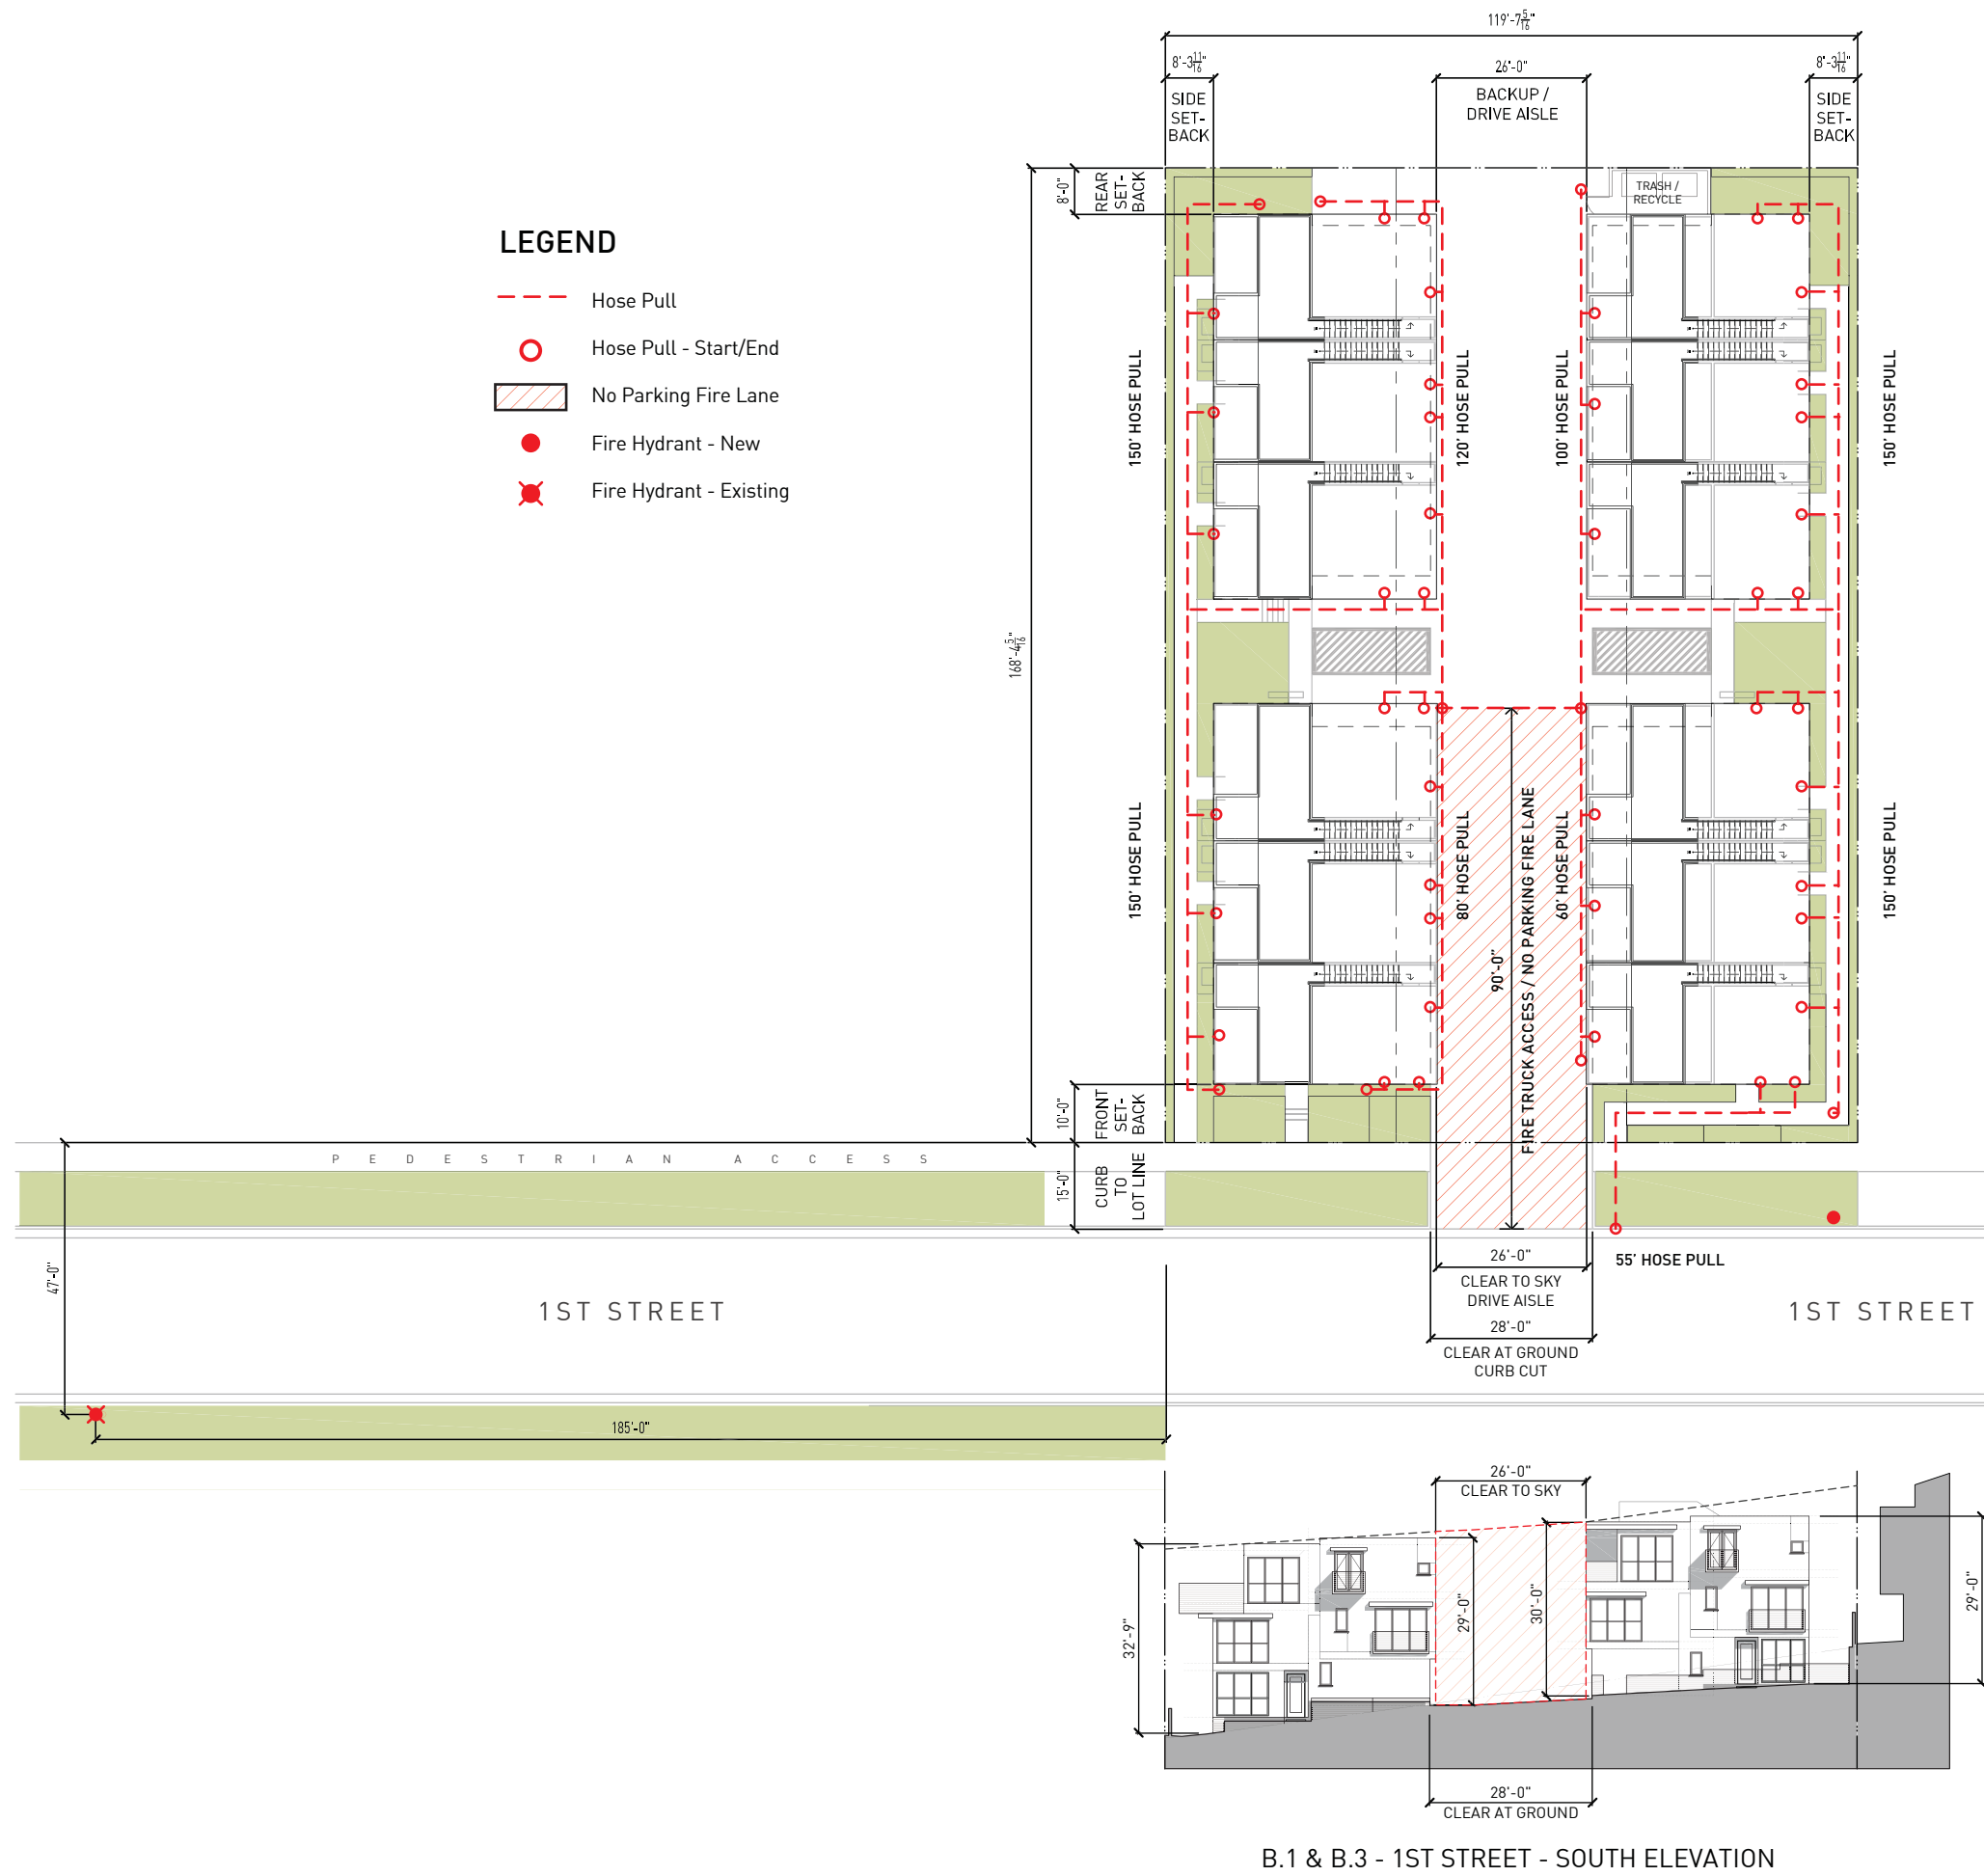 119'-7 5/16"
8'-3 11/16"
26'-0"
8'-3 11/16"
SIDE
SET-
BACK
BACKUP /
DRIVE AISLE
SIDE
SET-
BACK
8'-0"
REAR
SET-
BACK
TRASH /
RECYCLE
LEGEND
Hose Pull
Hose Pull - Start/End
No Parking Fire Lane
Fire Hydrant - New
Fire Hydrant - Existing
150' HOSE PULL
120' HOSE PULL
100' HOSE PULL
150' HOSE PULL
168'-4 5/16"
150' HOSE PULL
80' HOSE PULL
90'-0"
FIRE TRUCK ACCESS / NO PARKING FIRE LANE
60' HOSE PULL
150' HOSE PULL
10'-0"
FRONT
SET-
BACK
PEDESTRIAN ACCESS
15'-0"
CURB
TO
LOT LINE
47'-0"
26'-0"
CLEAR TO SKY
DRIVE AISLE
55' HOSE PULL
1ST STREET
1ST STREET
28'-0"
CLEAR AT GROUND
CURB CUT
185'-0"
26'-0"
CLEAR TO SKY
32'-9"
29'-0"
30'-0"
29'-0"
28'-0"
CLEAR AT GROUND
B.1 & B.3 - 1ST STREET - SOUTH ELEVATION